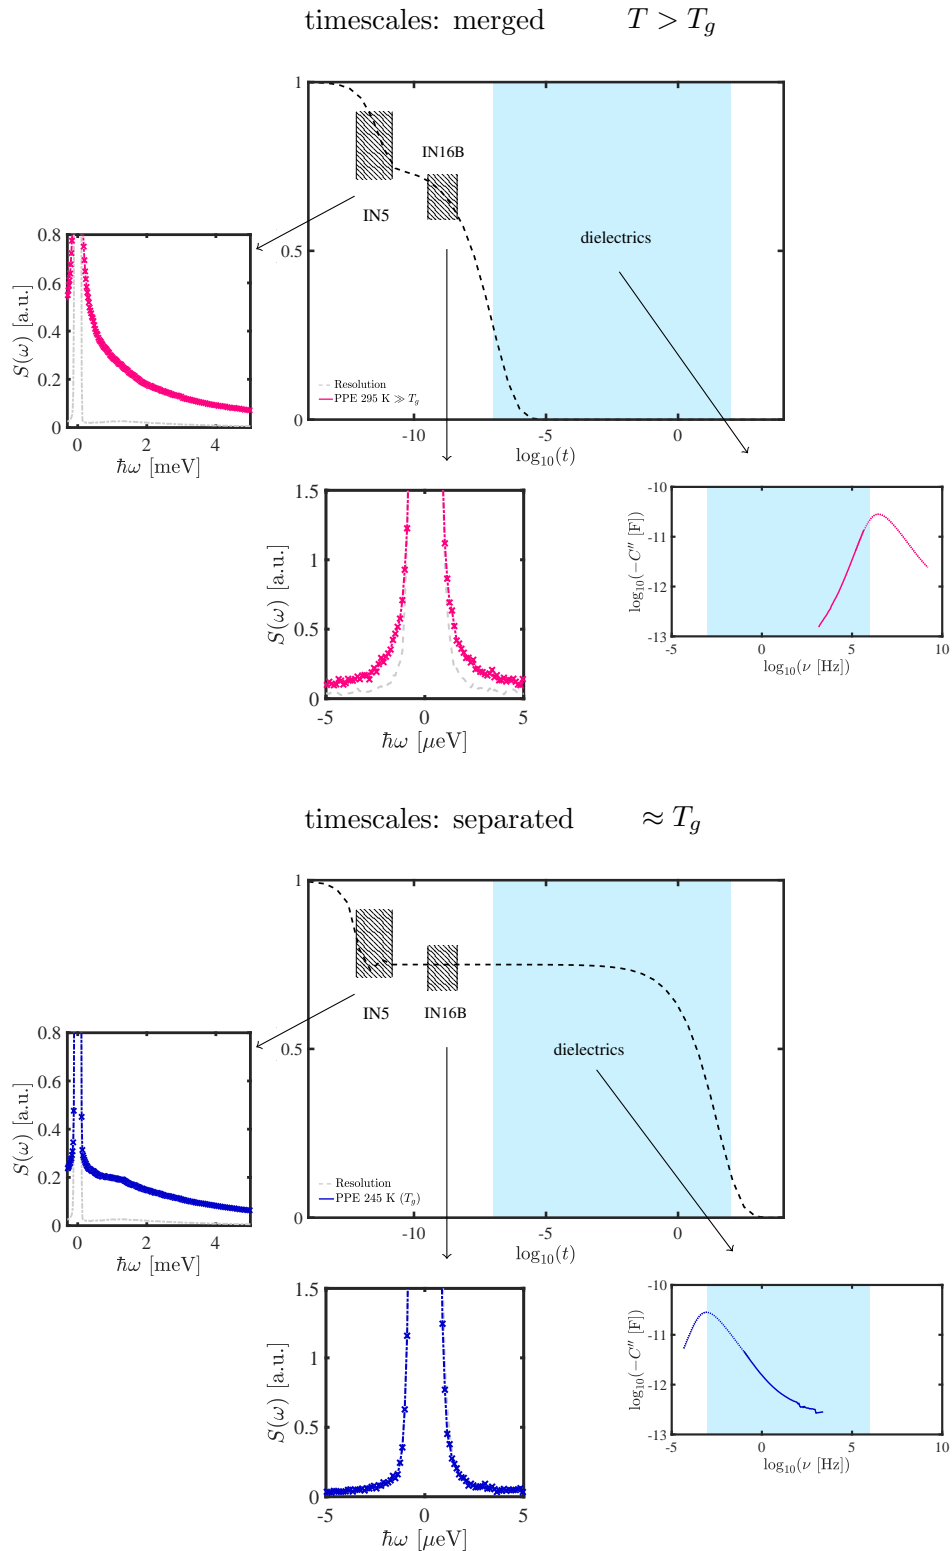 timescales: merged T > T_g
1
0.5
0
-10
-5
0
log₁₀(t)
IN5
IN16B
dielectrics
Resolution
PPE 295 K ≫ T_g
0.8
0.6
0.4
0.2
0
0
2
4
S(ω) [a.u.]
ħω [meV]
1.5
1
0.5
0
-5
0
5
S(ω) [a.u.]
ħω [μeV]
-10
-11
-12
-13
-5
0
5
10
log₁₀(−C″ [F])
log₁₀(ν [Hz])
timescales: separated ≈ T_g
1
0.5
0
-10
-5
0
log₁₀(t)
IN5
IN16B
dielectrics
Resolution
PPE 245 K (T_g)
0.8
0.6
0.4
0.2
0
0
2
4
S(ω) [a.u.]
ħω [meV]
1.5
1
0.5
0
-5
0
5
S(ω) [a.u.]
ħω [μeV]
-10
-11
-12
-13
-5
0
5
10
log₁₀(−C″ [F])
log₁₀(ν [Hz])